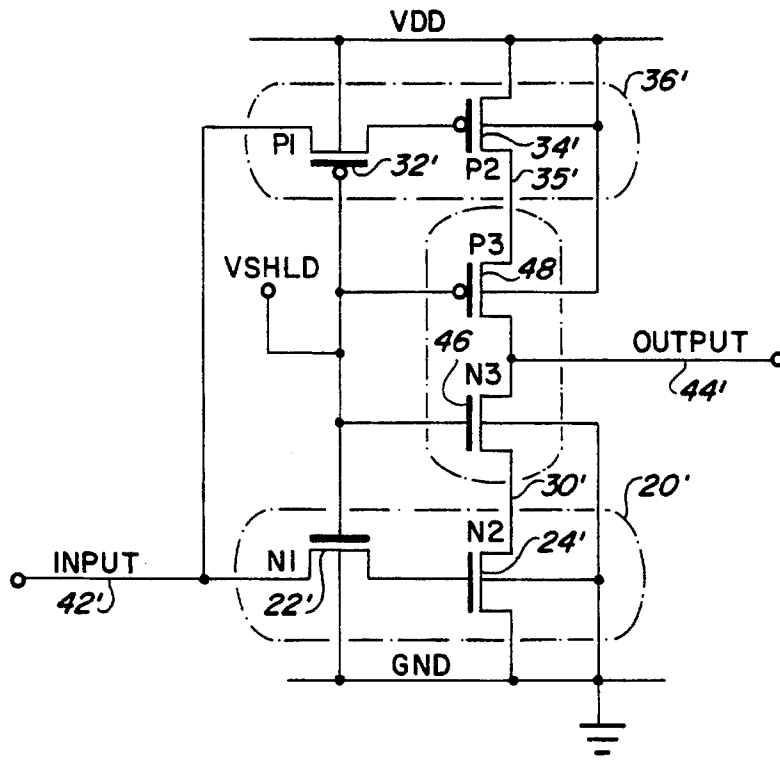 VDD
36'
P1
32'
34'
P2
35'
P3
48
VSHLD
46
OUTPUT
44'
N3
30'
20'
INPUT
42'
N1
22'
N2
24'
GND